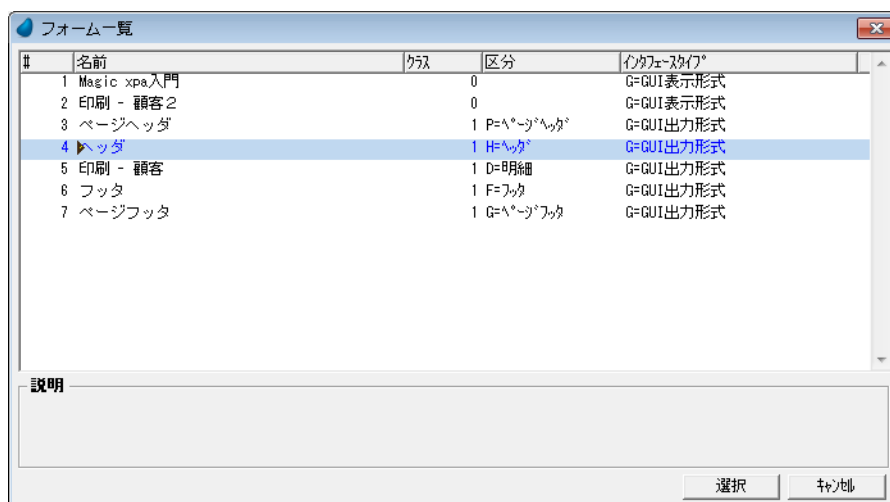 フォーム一覧
# 名前 ｸﾗｽ 区分 ｲﾝﾀﾌｪｰｽﾀｲﾌﾟ
1 Magic xpa入門 0 G=GUI表示形式
2 印刷 - 顧客２ 0 G=GUI表示形式
3 ページヘッダ 1 P=ﾍﾟｰｼﾞﾍｯﾀﾞ G=GUI出力形式
4 ヘッダ 1 H=ﾍｯﾀﾞ G=GUI出力形式
5 印刷 - 顧客 1 D=明細 G=GUI出力形式
6 フッタ 1 F=ﾌｯﾀ G=GUI出力形式
7 ページフッタ 1 G=ﾍﾟｰｼﾞﾌｯﾀ G=GUI出力形式
説明
選択 ｷｬﾝｾﾙ